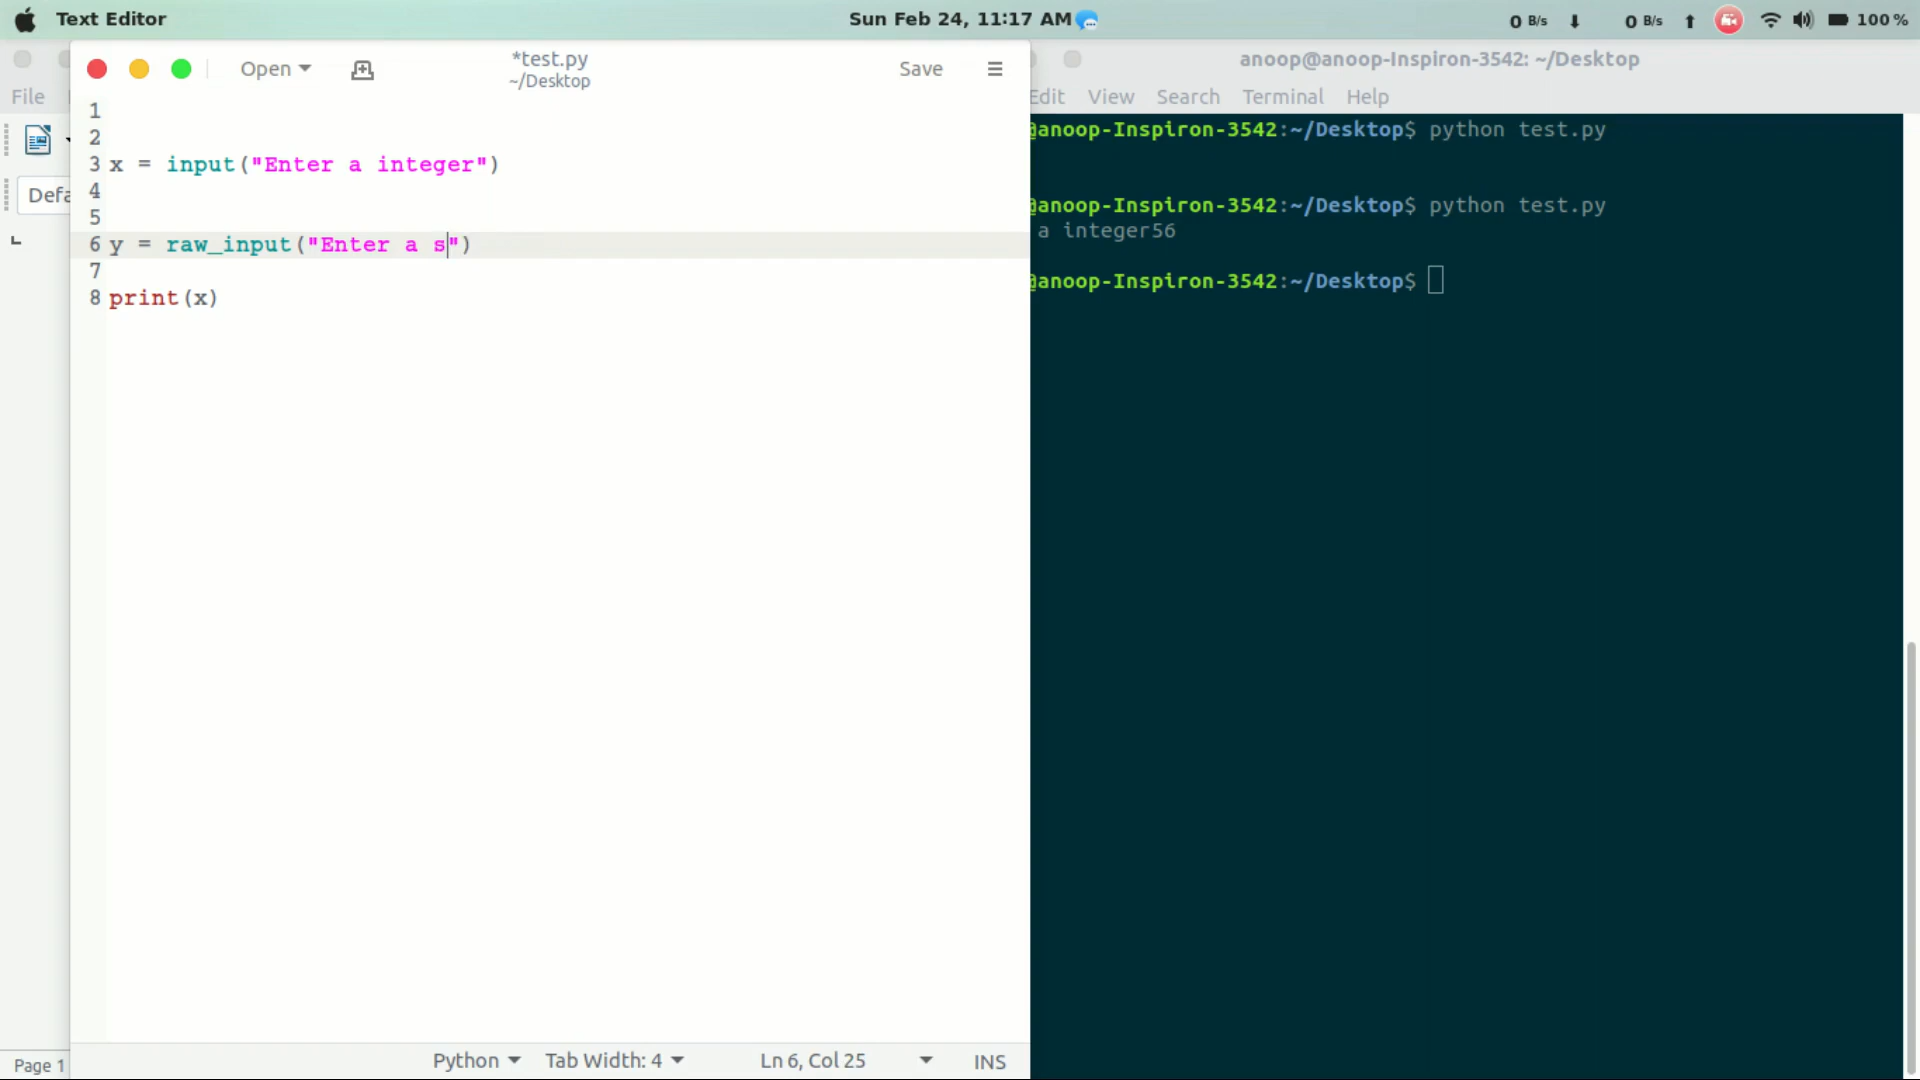 Text Editor
Sun Feb 24, 11:17 AM
0 B/s ⬇ 0 B/s ⬆ 100 %
Open
*test.py
~/Desktop
Save
anoop@anoop-Inspiron-3542: ~/Desktop
File
Edit View Search Terminal Help
1
2
3 x = input("Enter a integer")
4
5
6 y = raw_input("Enter a s")
7
8 print(x)
@anoop-Inspiron-3542:~/Desktop$ python test.py
@anoop-Inspiron-3542:~/Desktop$ python test.py
a integer56
@anoop-Inspiron-3542:~/Desktop$
Defa
Page 1
Python Tab Width: 4 Ln 6, Col 25 INS